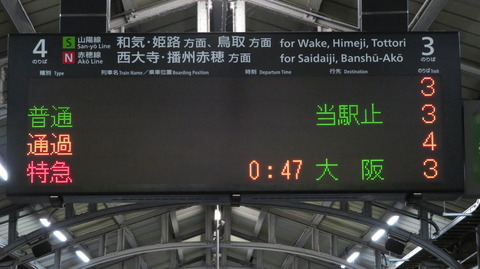 4 のりば S 山陽線 San-yō Line 和気・姫路 方面、鳥取 方面 for Wake, Himeji, Tottori 3 のりば
N 赤穂線 Akō Line 西大寺・播州赤穂 方面 for Saidaiji, Banshū-Akō
種別 Type 列車名/Train Name/乗車位置 Boarding Position 時刻 Departure Time 行先 Destination のりば
3
普通 当駅止 3
通過 4
特急 0:47 大阪 3